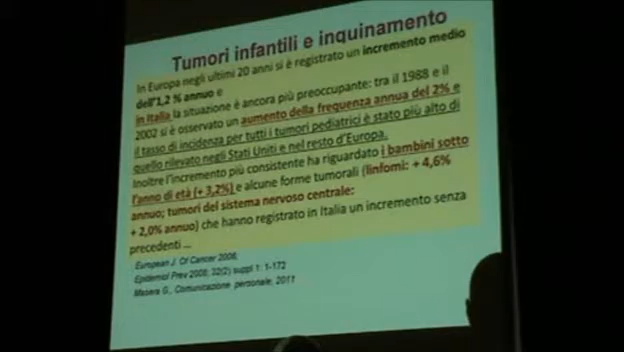 Tumori infantili e inquinamento
In Europa negli ultimi 20 anni si è registrato un incremento medio
dell'1,2 % annuo e
in Italia la situazione è ancora più preoccupante: tra il 1988 e il
2002 si è osservato un aumento della frequenza annua del 2% e
il tasso di incidenza per tutti i tumori pediatrici è stato più alto di
quello rilevato negli Stati Uniti e nel resto d'Europa.
Inoltre l'incremento più consistente ha riguardato i bambini sotto
l'anno di età (+ 3,2%) e alcune forme tumorali (linfomi: + 4,6%
annuo; tumori del sistema nervoso centrale:
+ 2,0% annuo) che hanno registrato in Italia un incremento senza
precedenti ...
European J. Of Cancer 2006;
Epidemiol Prev 2008; 32(2) suppl 1: 1-172
Masera G., Comunicazione personale, 2011